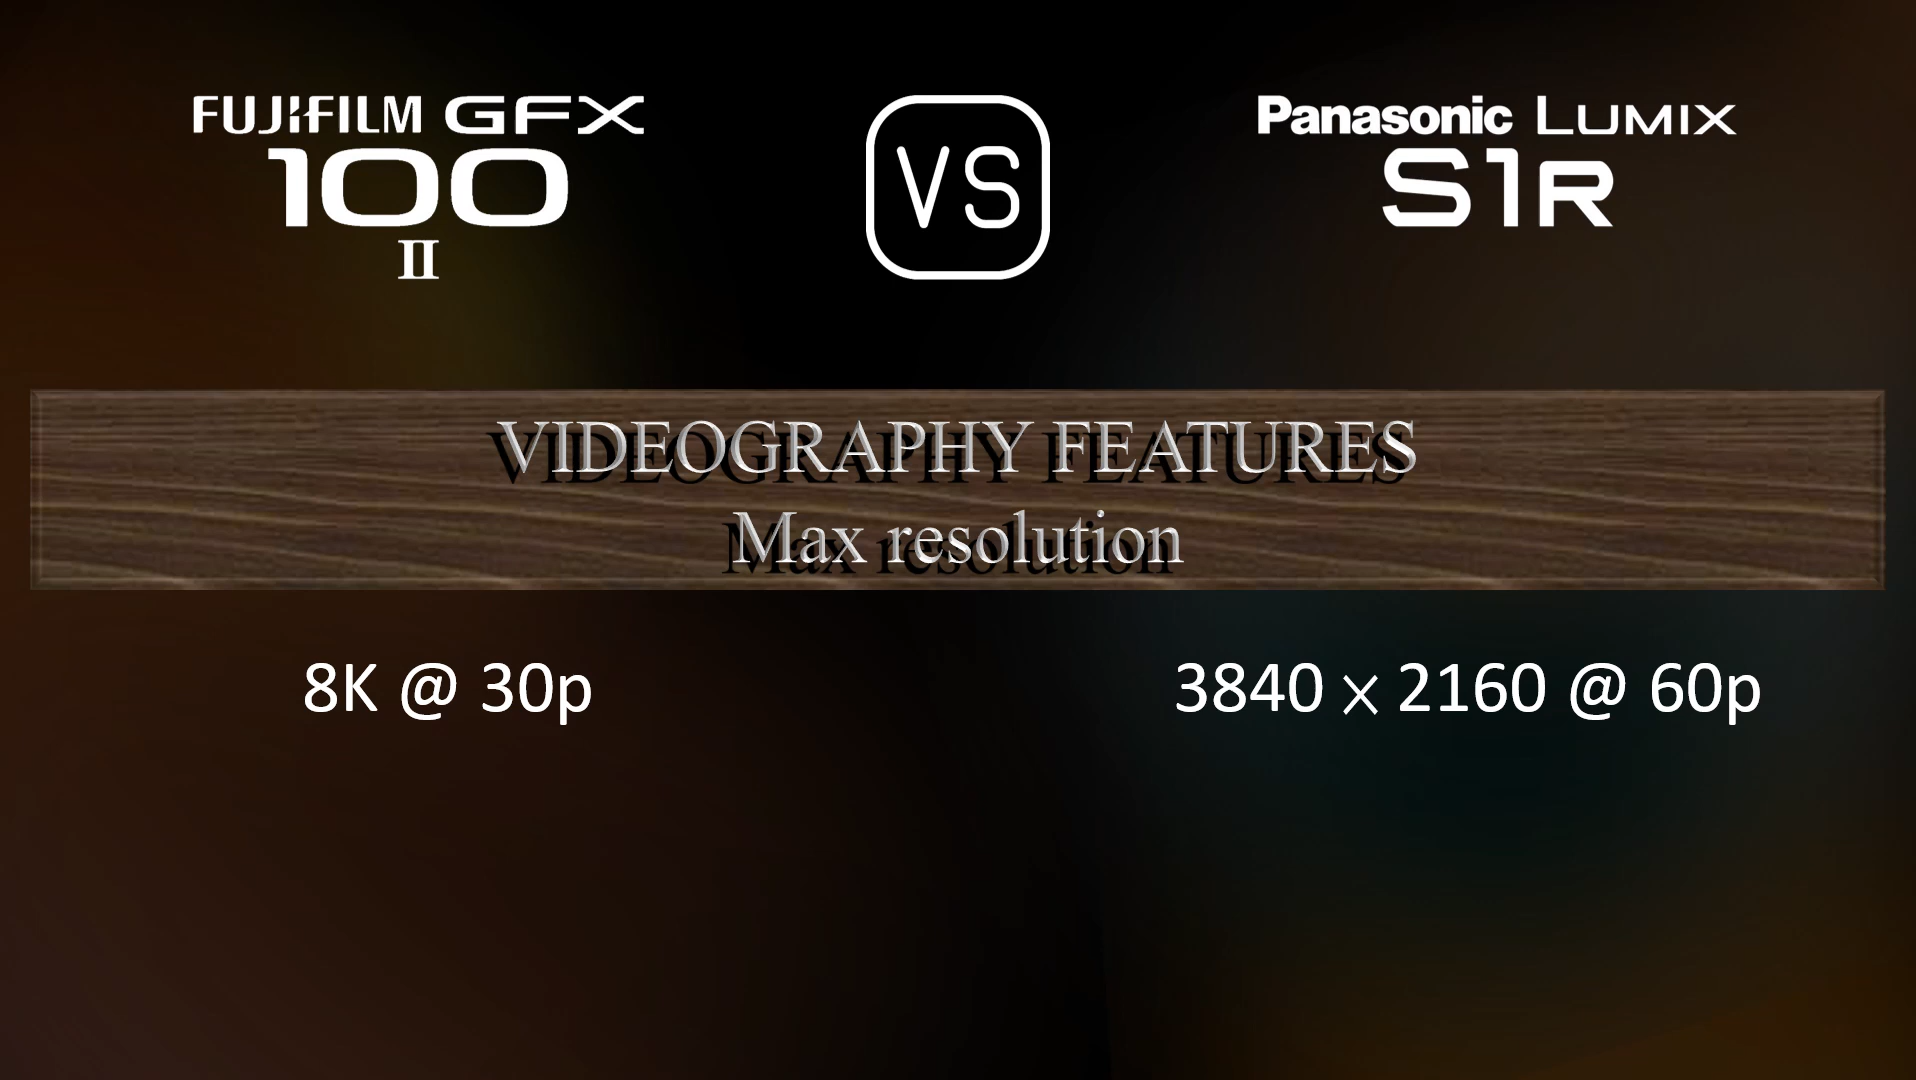 FUJIFILM GFX
100
II
VS
Panasonic LUMIX
S1R
VIDEOGRAPHY FEATURES
Max resolution
8K @ 30p
3840 x 2160 @ 60p